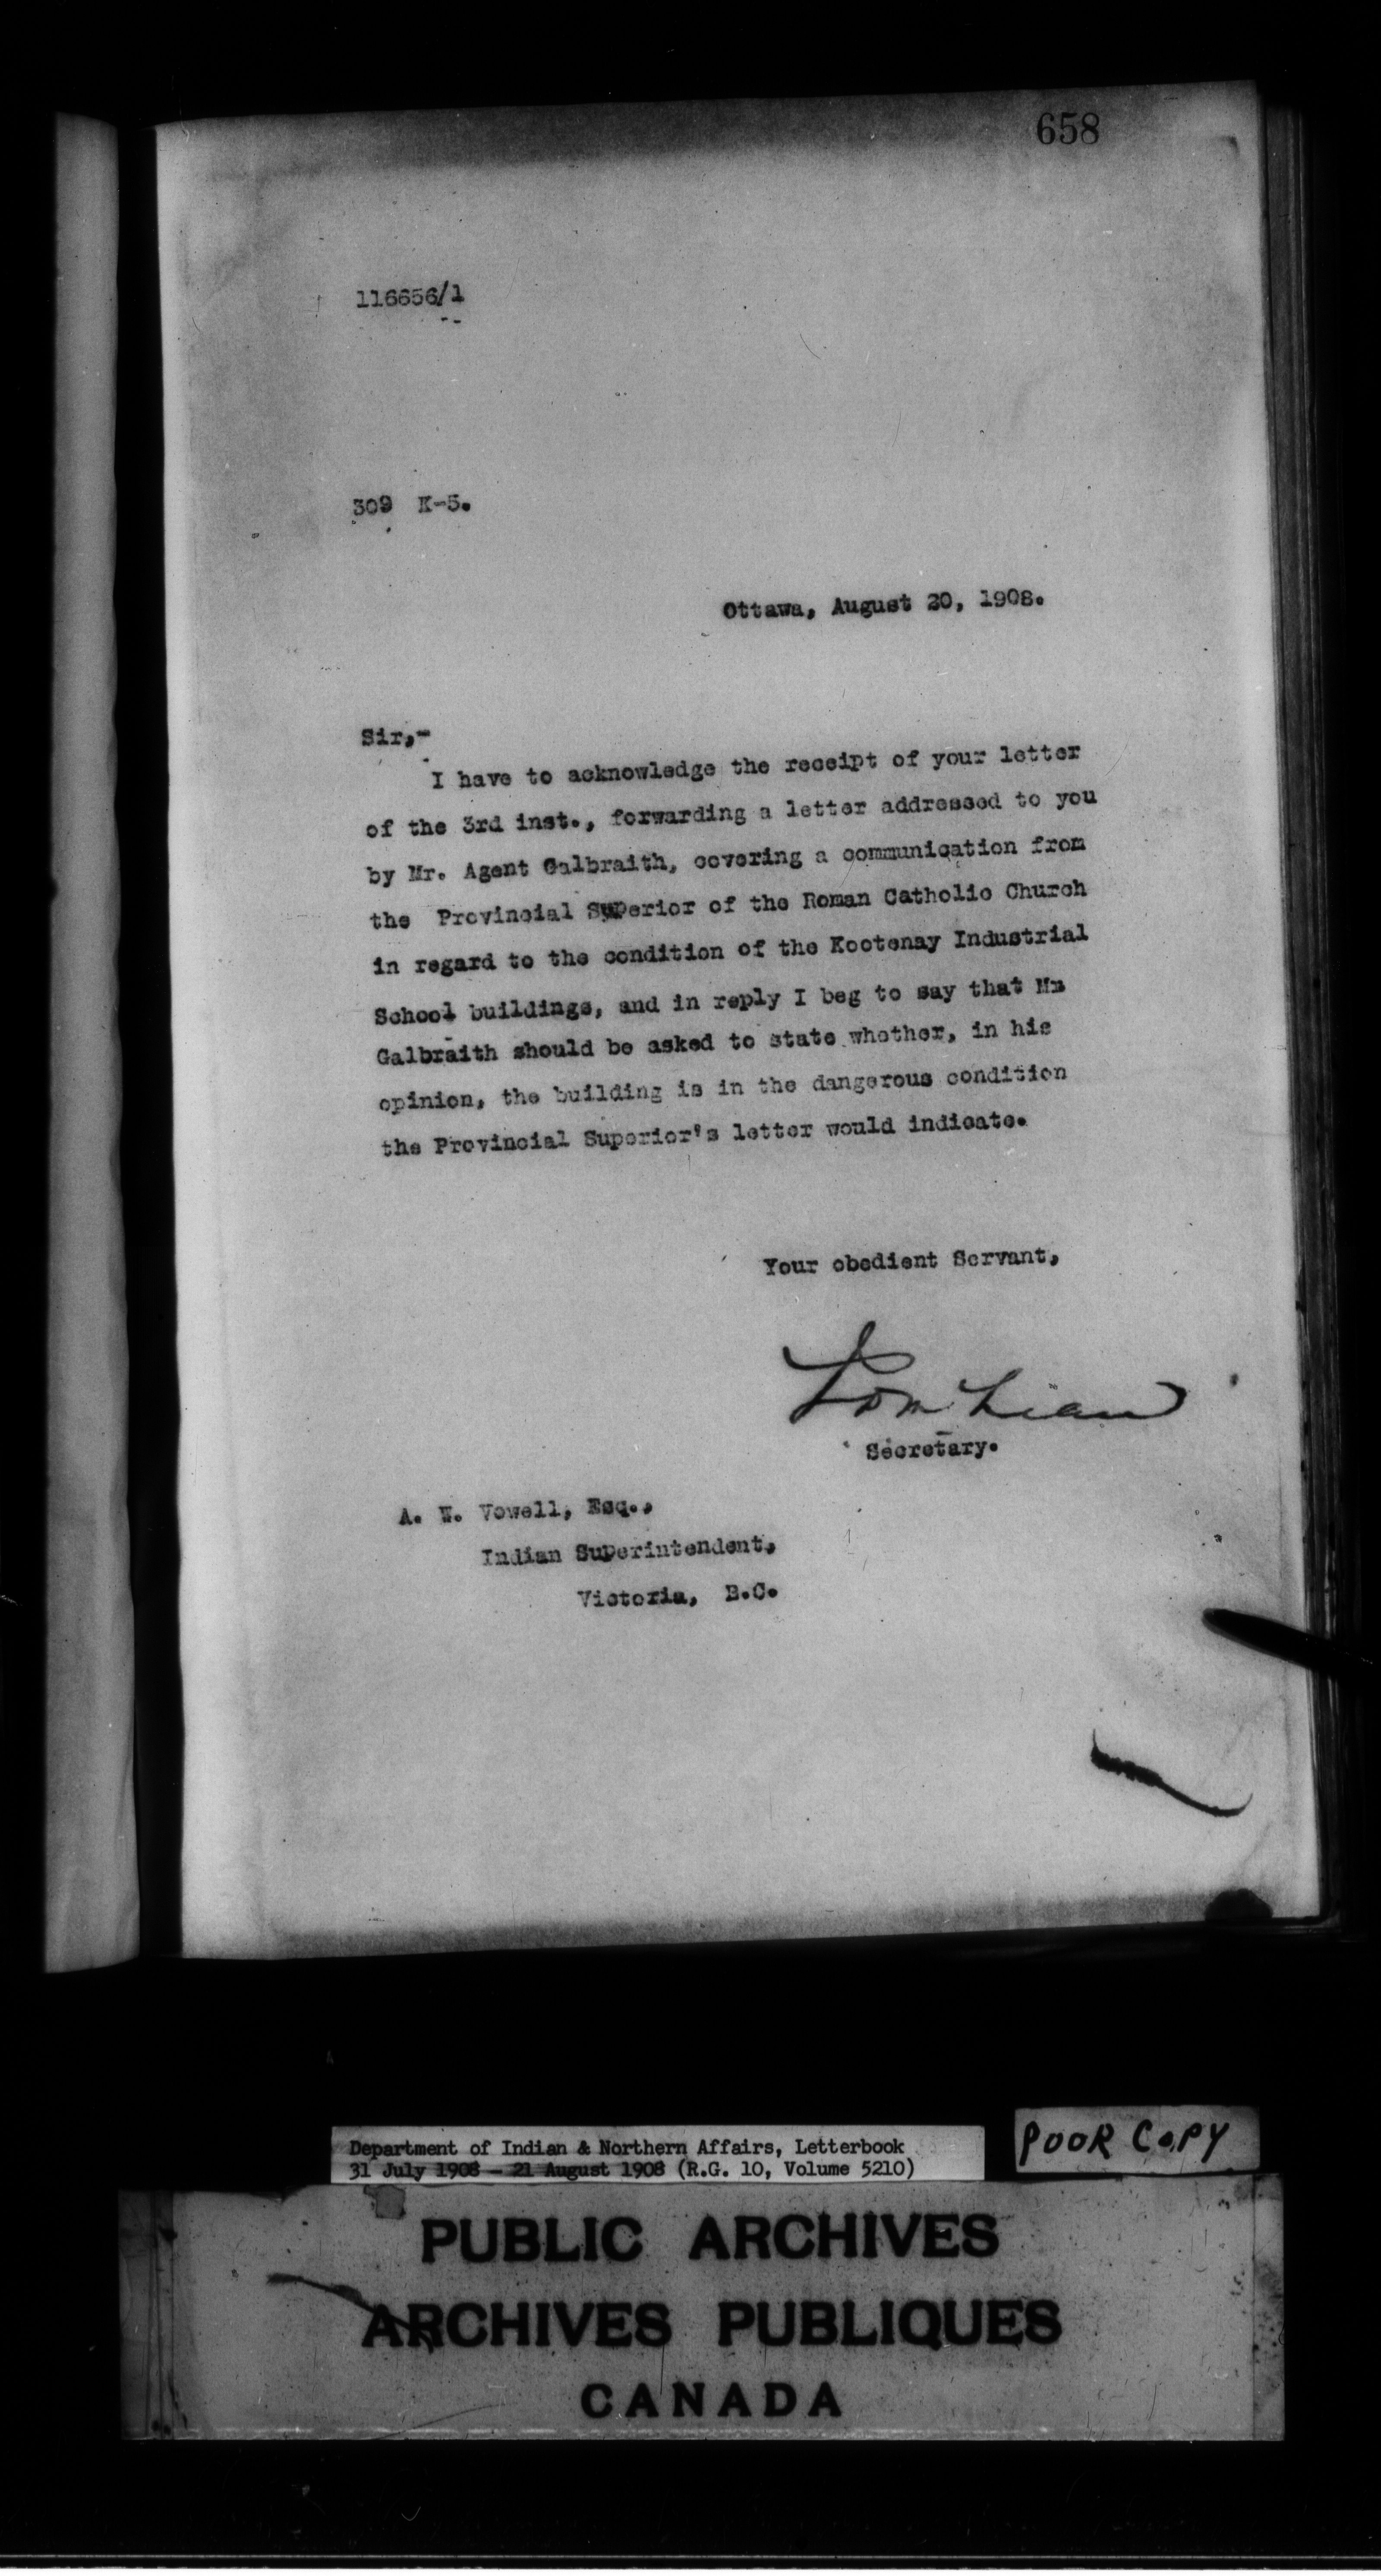 658
116656/1
309 K-5.
Ottawa, August 20, 1908.
Sir,-
I have to acknowledge the receipt of your letter
of the 3rd inst., forwarding a letter addressed to you
by Mr. Agent Galbraith, covering a communication from
the Provincial Superior of the Roman Catholic Church
in regard to the condition of the Kootenay Industrial
School buildings, and in reply I beg to say that Mr
Galbraith should be asked to state whether, in his
opinion, the building is in the dangerous condition
the Provincial Superior's letter would indicate.
Your obedient Servant,
Secretary.
A. W. Vowell, Esq.,
Indian Superintendent,
Victoria, B.C.
Department of Indian & Northern Affairs, Letterbook
31 July 1908 - 21 August 1908 (R.G. 10, Volume 5210)
POOR COPY
PUBLIC ARCHIVES
ARCHIVES PUBLIQUES
CANADA